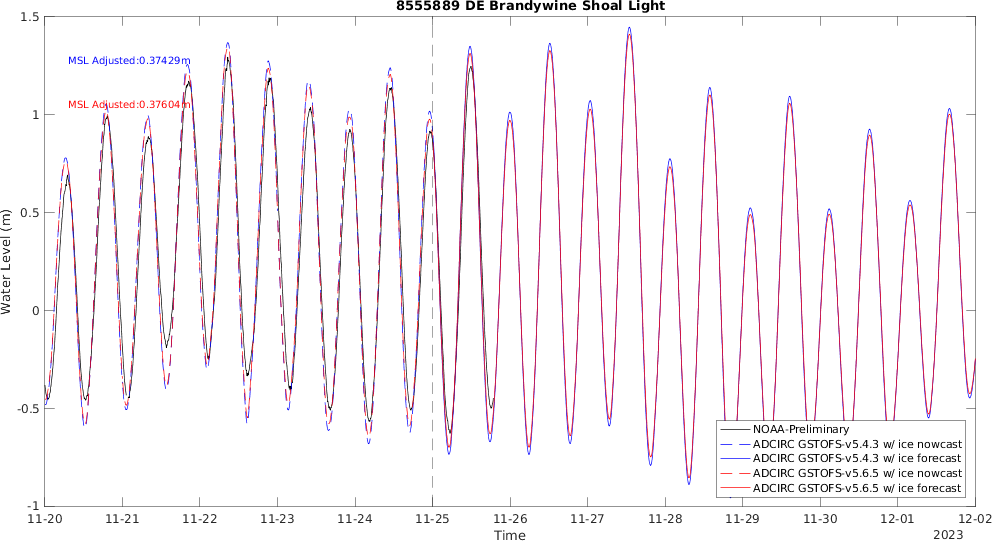 8555889 DE Brandywine Shoal Light
1.5
1
0.5
0
-0.5
-1
Water Level (m)
MSL Adjusted:0.37429m
MSL Adjusted:0.37604m
NOAA-Preliminary
ADCIRC GSTOFS-v5.4.3 w/ ice nowcast
ADCIRC GSTOFS-v5.4.3 w/ ice forecast
ADCIRC GSTOFS-v5.6.5 w/ ice nowcast
ADCIRC GSTOFS-v5.6.5 w/ ice forecast
11-20 11-21 11-22 11-23 11-24 11-25 11-26 11-27 11-28 11-29 11-30 12-01 12-02
Time
2023